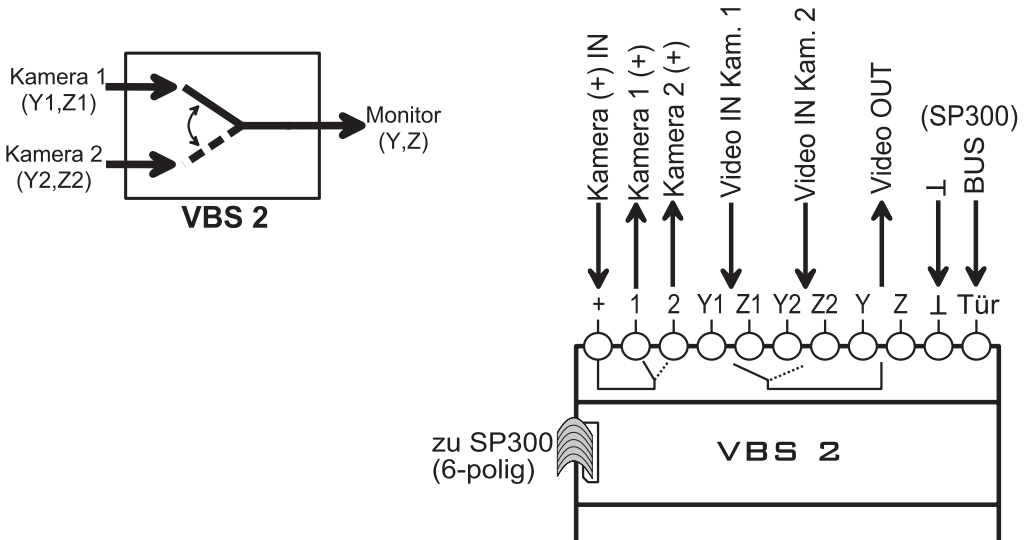 Kamera 1
(Y1,Z1)
Kamera 2
(Y2,Z2)
Monitor
(Y,Z)
VBS 2
Kamera (+) IN
Kamera 1 (+)
Kamera 2 (+)
Video IN Kam. 1
Video IN Kam. 2
Video OUT
(SP300)
⊥
BUS
+ 1 2 Y1 Z1 Y2 Z2 Y Z ⊥ Tür
zu SP300
(6-polig)
VBS 2